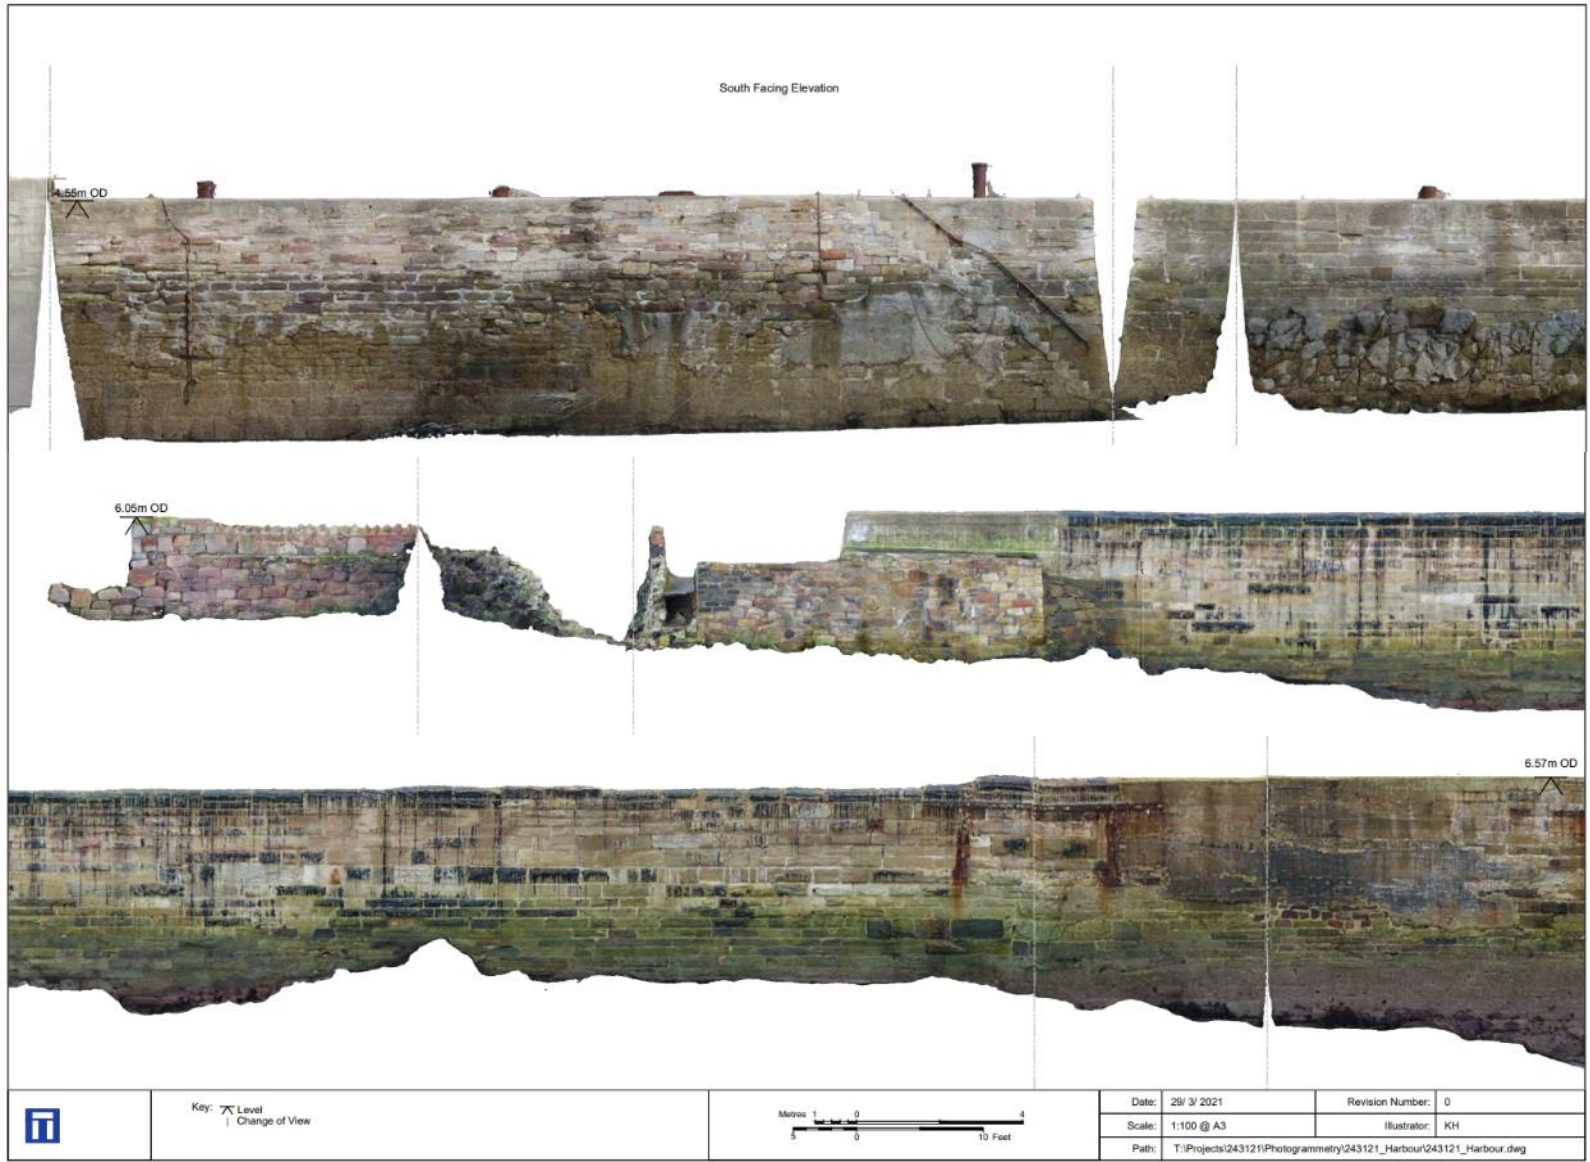 South Facing Elevation
4.55m OD
6.05m OD
6.57m OD
Key: Level
Change of View
Metres 1 0 4
5 0 10 Feet
Date: 29/ 3/ 2021 Revision Number: 0
Scale: 1:100 @ A3 Illustrator: KH
Path: T:\Projects\243121\Photogrammetry\243121_Harbour\243121_Harbour.dwg